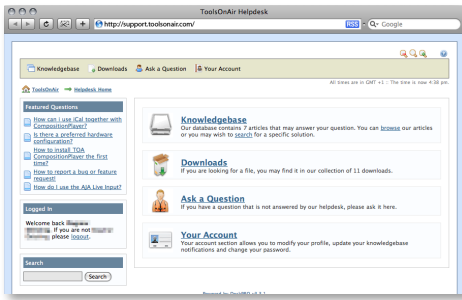 ToolsOnAir Helpdesk
http://support.toolsonair.com/
RSS
Google
Knowledgebase Downloads Ask a Question Your Account
All times are in GMT +1 :: The time is now 4:36 pm.
ToolsOnAir Helpdesk Home
Featured Questions
How can i use iCal together with
CompositionPlayer?
Is there a preferred hardware
configuration?
How to install TOA
CompositionPlayer the first
time?
How to report a bug or feature
request!
How do I use the AJA Live Input?
Logged In
Welcome back
If you are not
please logout.
Search
Search
Knowledgebase
Our database contains 7 articles that may answer your question. You can browse our articles
or you may wish to search for a specific solution.
Downloads
If you are looking for a file, you may find it in our collection of 11 downloads.
Ask a Question
If you have a question that is not answered by our helpdesk, please ask it here.
Your Account
Your account section allows you to modify your profile, update your knowledgebase
notifications and change your password.